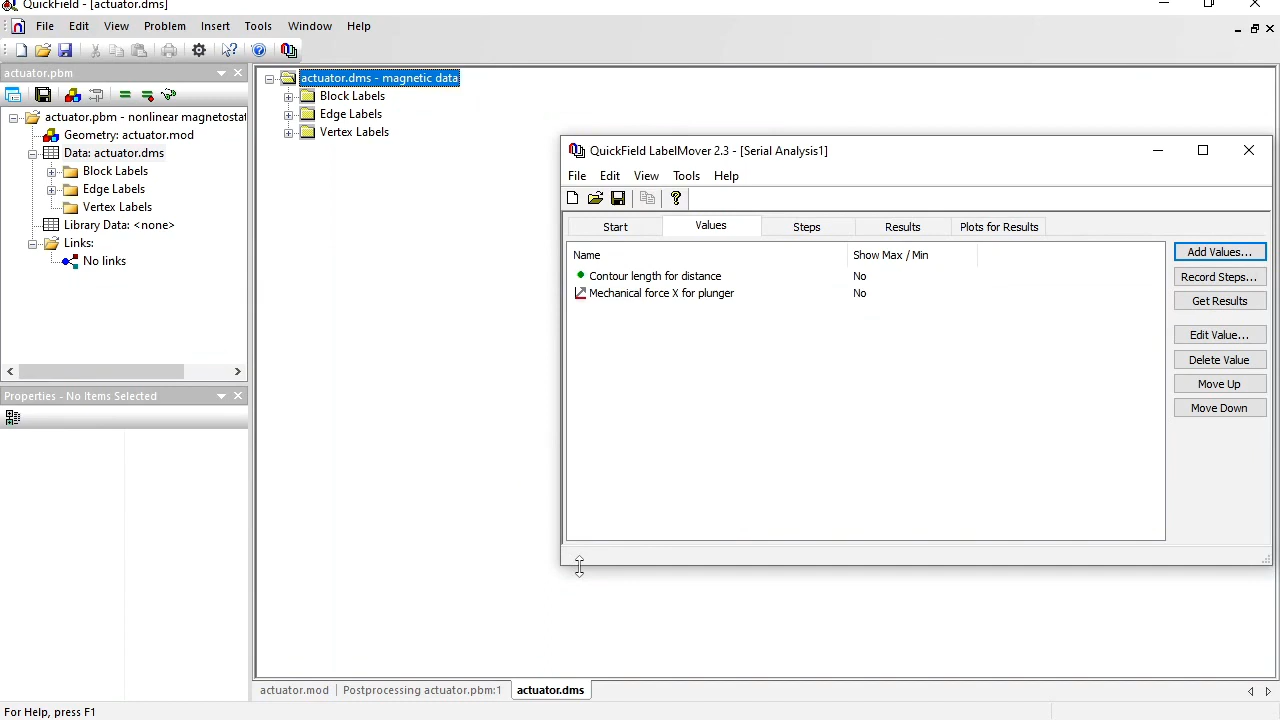 QuickField - [actuator.dms]
File Edit View Problem Insert Tools Window Help
actuator.pbm
actuator.pbm - nonlinear magnetostat
Geometry: actuator.mod
Data: actuator.dms
Block Labels
Edge Labels
Vertex Labels
Library Data: <none>
Links:
No links
Properties - No Items Selected
actuator.dms - magnetic data
Block Labels
Edge Labels
Vertex Labels
QuickField LabelMover 2.3 - [Serial Analysis1]
File Edit View Tools Help
Start Values Steps Results Plots for Results
Name Show Max / Min
Contour length for distance No
Mechanical force X for plunger No
Add Values...
Record Steps...
Get Results
Edit Value...
Delete Value
Move Up
Move Down
actuator.mod Postprocessing actuator.pbm:1 actuator.dms
For Help, press F1